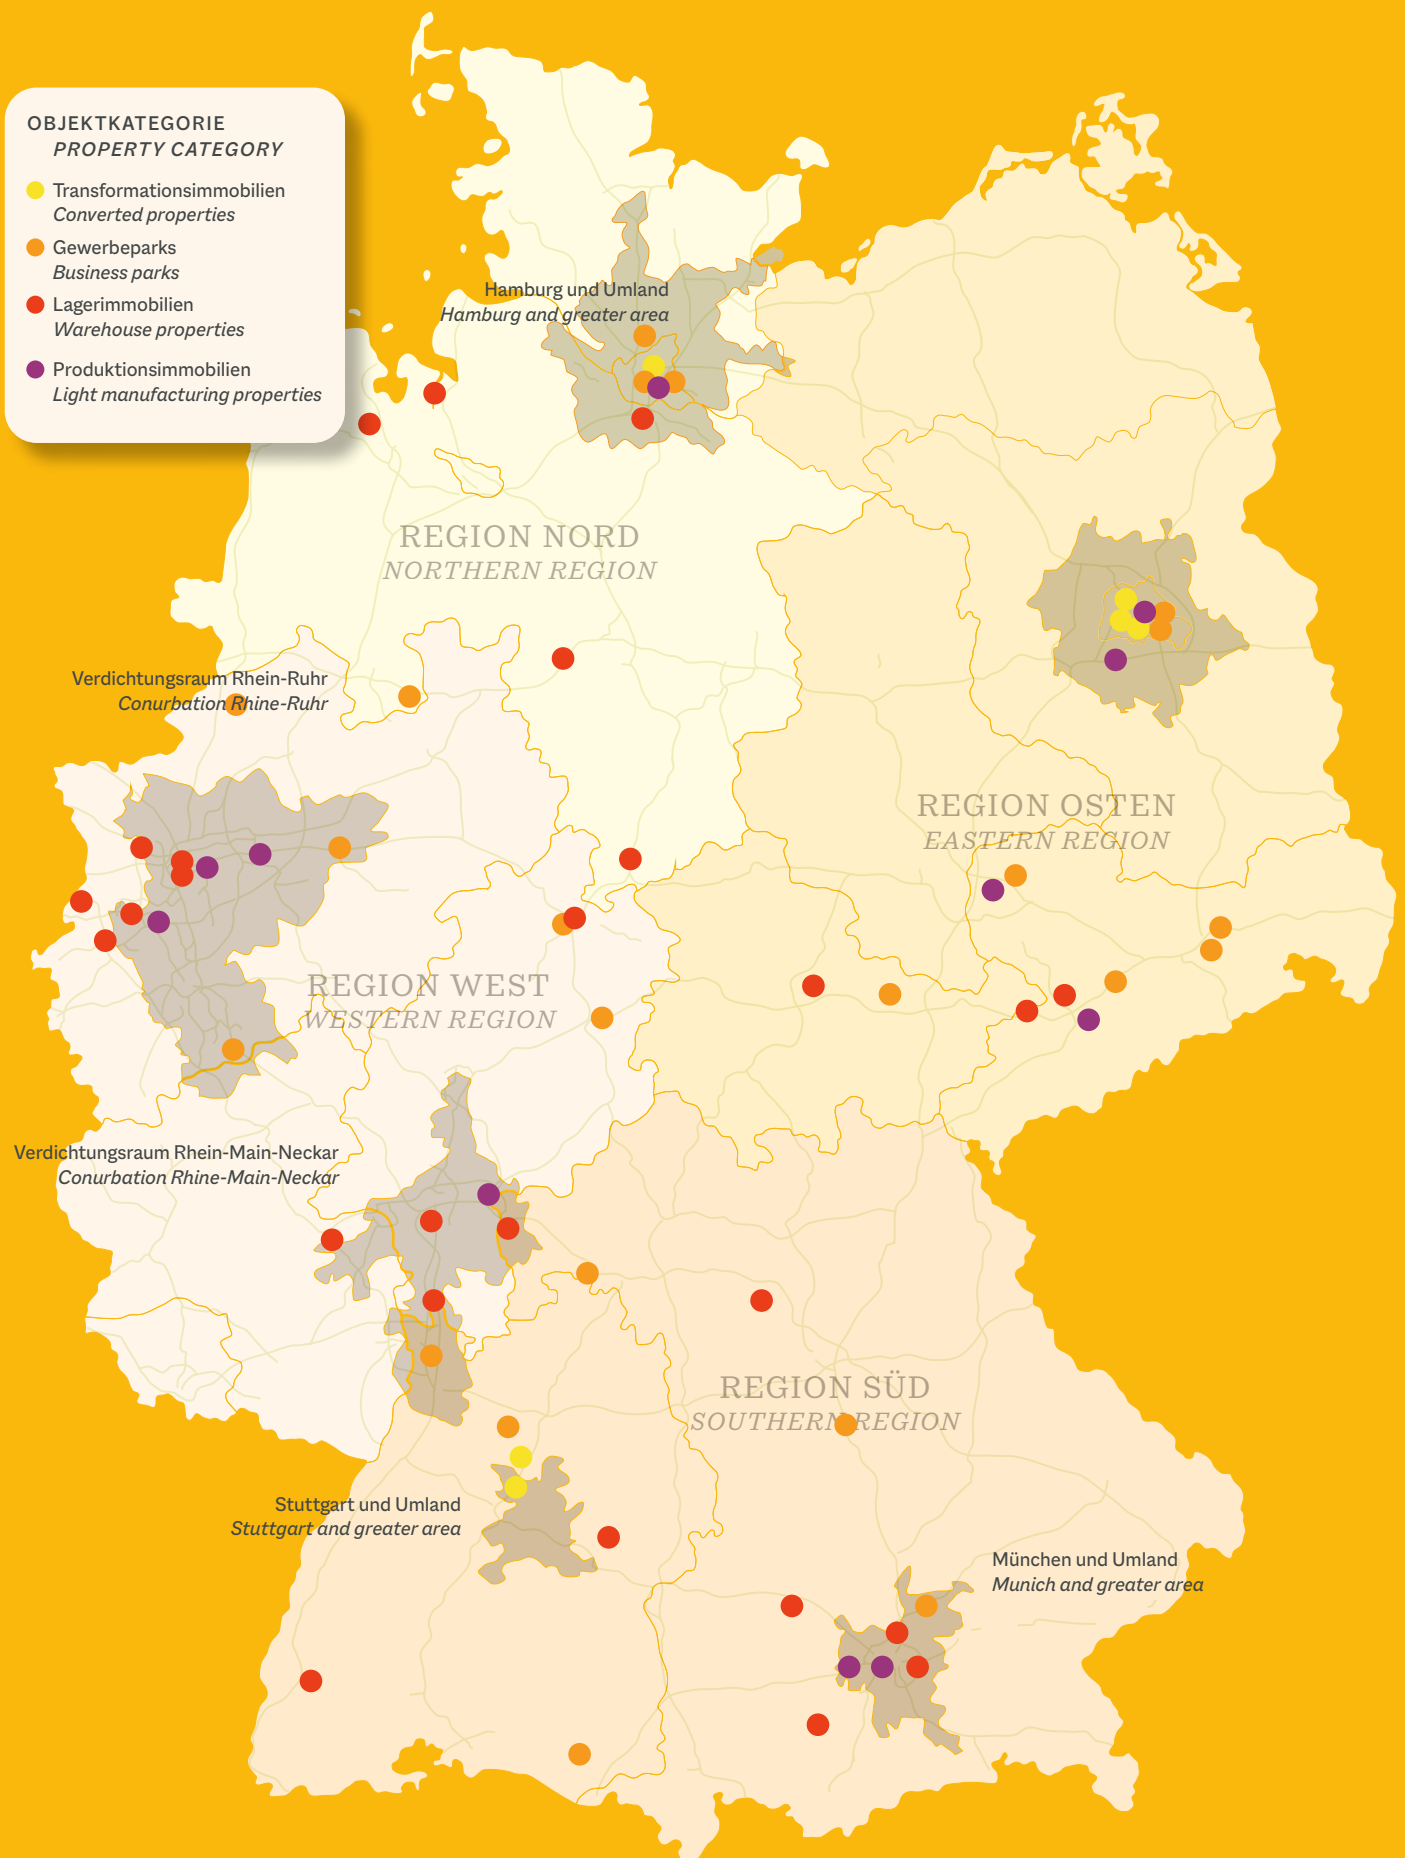 OBJEKTKATEGORIE
PROPERTY CATEGORY
Transformationsimmobilien
Converted properties
Gewerbeparks
Business parks
Lagerimmobilien
Warehouse properties
Produktionsimmobilien
Light manufacturing properties
Hamburg und Umland
Hamburg and greater area
REGION NORD
NORTHERN REGION
Verdichtungsraum Rhein-Ruhr
Conurbation Rhine-Ruhr
REGION OSTEN
EASTERN REGION
REGION WEST
WESTERN REGION
Verdichtungsraum Rhein-Main-Neckar
Conurbation Rhine-Main-Neckar
REGION SÜD
SOUTHERN REGION
Stuttgart und Umland
Stuttgart and greater area
München und Umland
Munich and greater area